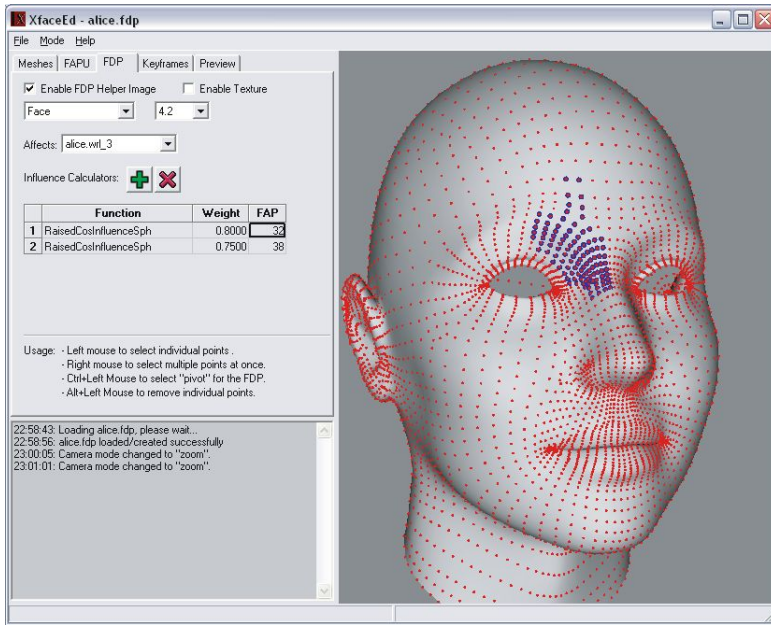 XfaceEd - alice.fdp
File Mode Help
Meshes FAPU FDP Keyframes Preview
Enable FDP Helper Image Enable Texture
Face 4.2
Affects: alice.wrl_3
Influence Calculators:
Function Weight FAP
1 RaisedCosInfluenceSph 0.8000 32
2 RaisedCosInfluenceSph 0.7500 38
Usage: - Left mouse to select individual points .
- Right mouse to select multiple points at once.
- Ctrl+Left Mouse to select "pivot" for the FDP.
- Alt+Left Mouse to remove individual points.
22:58:43: Loading alice.fdp, please wait...
22:58:56: alice.fdp loaded/created successfully
23:00:05: Camera mode changed to "zoom".
23:01:01: Camera mode changed to "zoom".